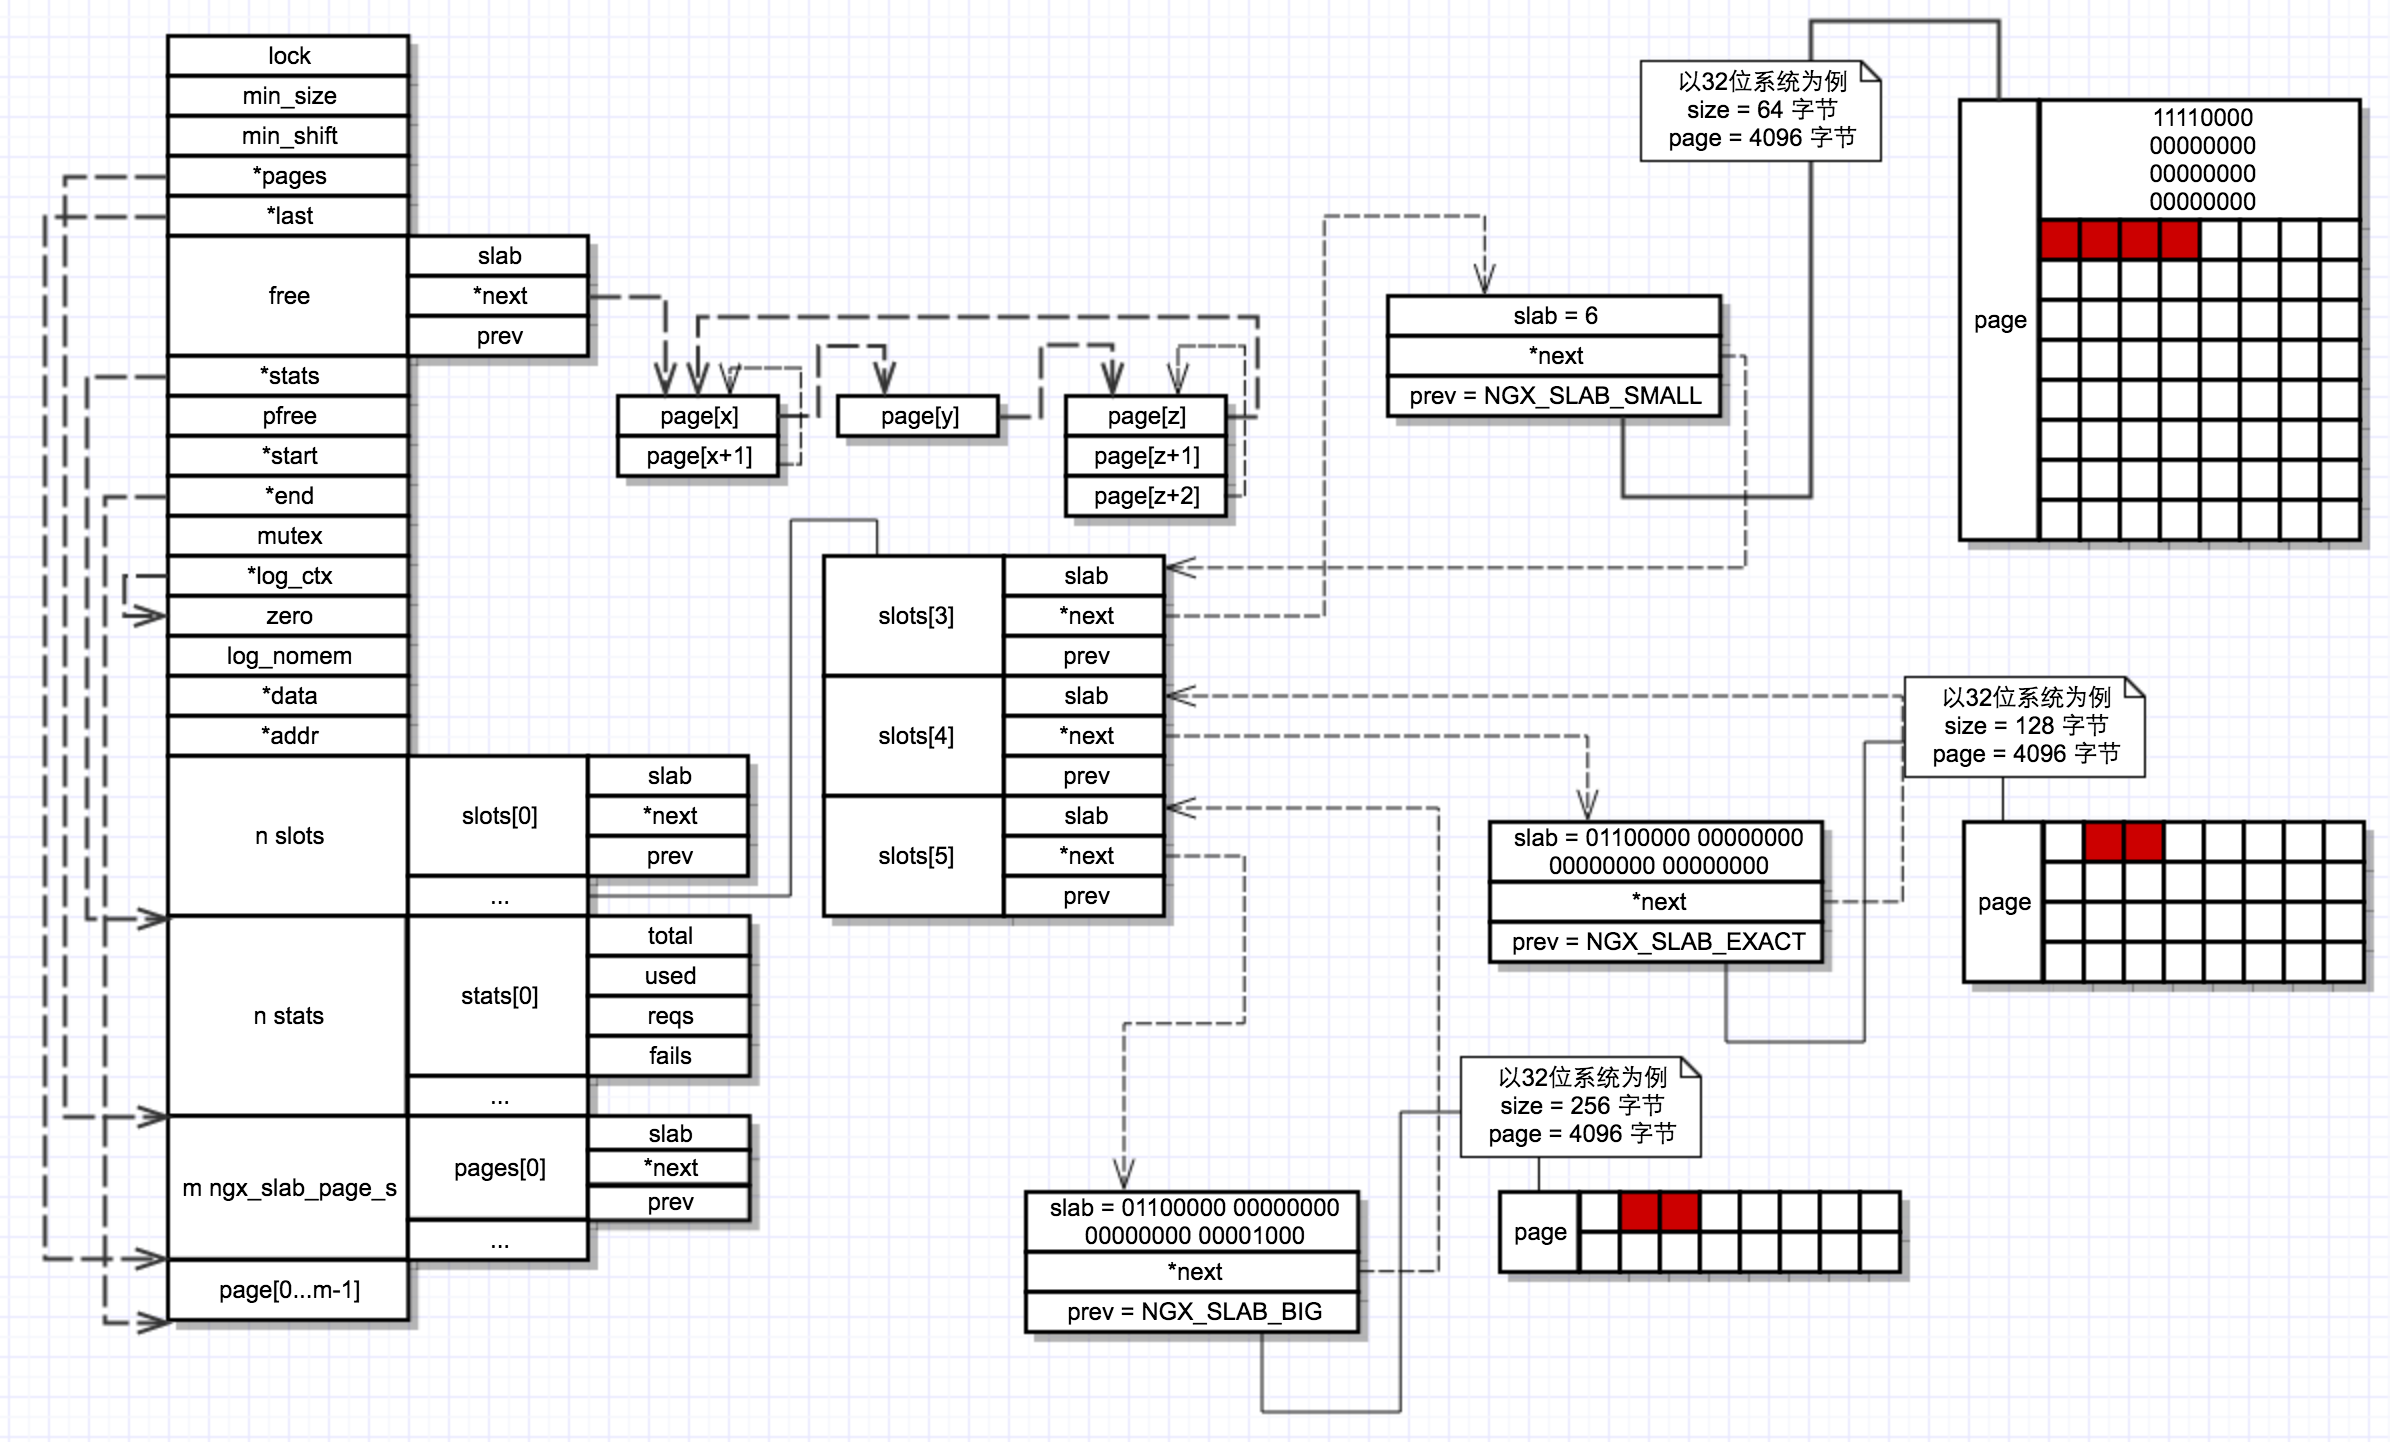 lock
min_size
min_shift
*pages
*last
free
slab
*next
prev
*stats
pfree
*start
*end
mutex
*log_ctx
zero
log_nomem
*data
*addr
n slots
slots[0]
slab
*next
prev
...
n stats
stats[0]
total
used
reqs
fails
...
m ngx_slab_page_s
pages[0]
slab
*next
prev
...
page[0...m-1]
page[x]
page[x+1]
page[y]
page[z]
page[z+1]
page[z+2]
slots[3]
slab
*next
prev
slots[4]
slab
*next
prev
slots[5]
slab
*next
prev
slab = 6
*next
prev = NGX_SLAB_SMALL
以32位系统为例
size = 64 字节
page = 4096 字节
page
11110000
00000000
00000000
00000000
slab = 01100000 00000000
00000000 00000000
*next
prev = NGX_SLAB_EXACT
以32位系统为例
size = 128 字节
page = 4096 字节
page
slab = 01100000 00000000
00000000 00001000
*next
prev = NGX_SLAB_BIG
以32位系统为例
size = 256 字节
page = 4096 字节
page